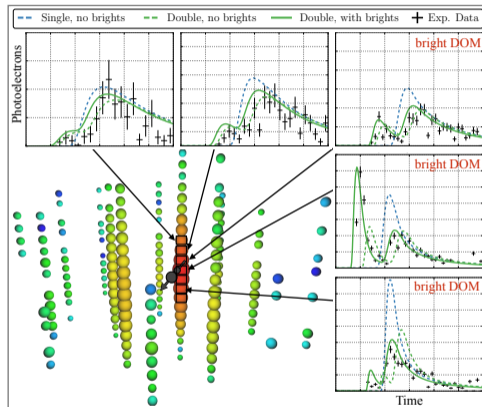 Single, no brights
Double, no brights
Double, with brights
Exp. Data
Photoelectrons
bright DOM
bright DOM
bright DOM
Time